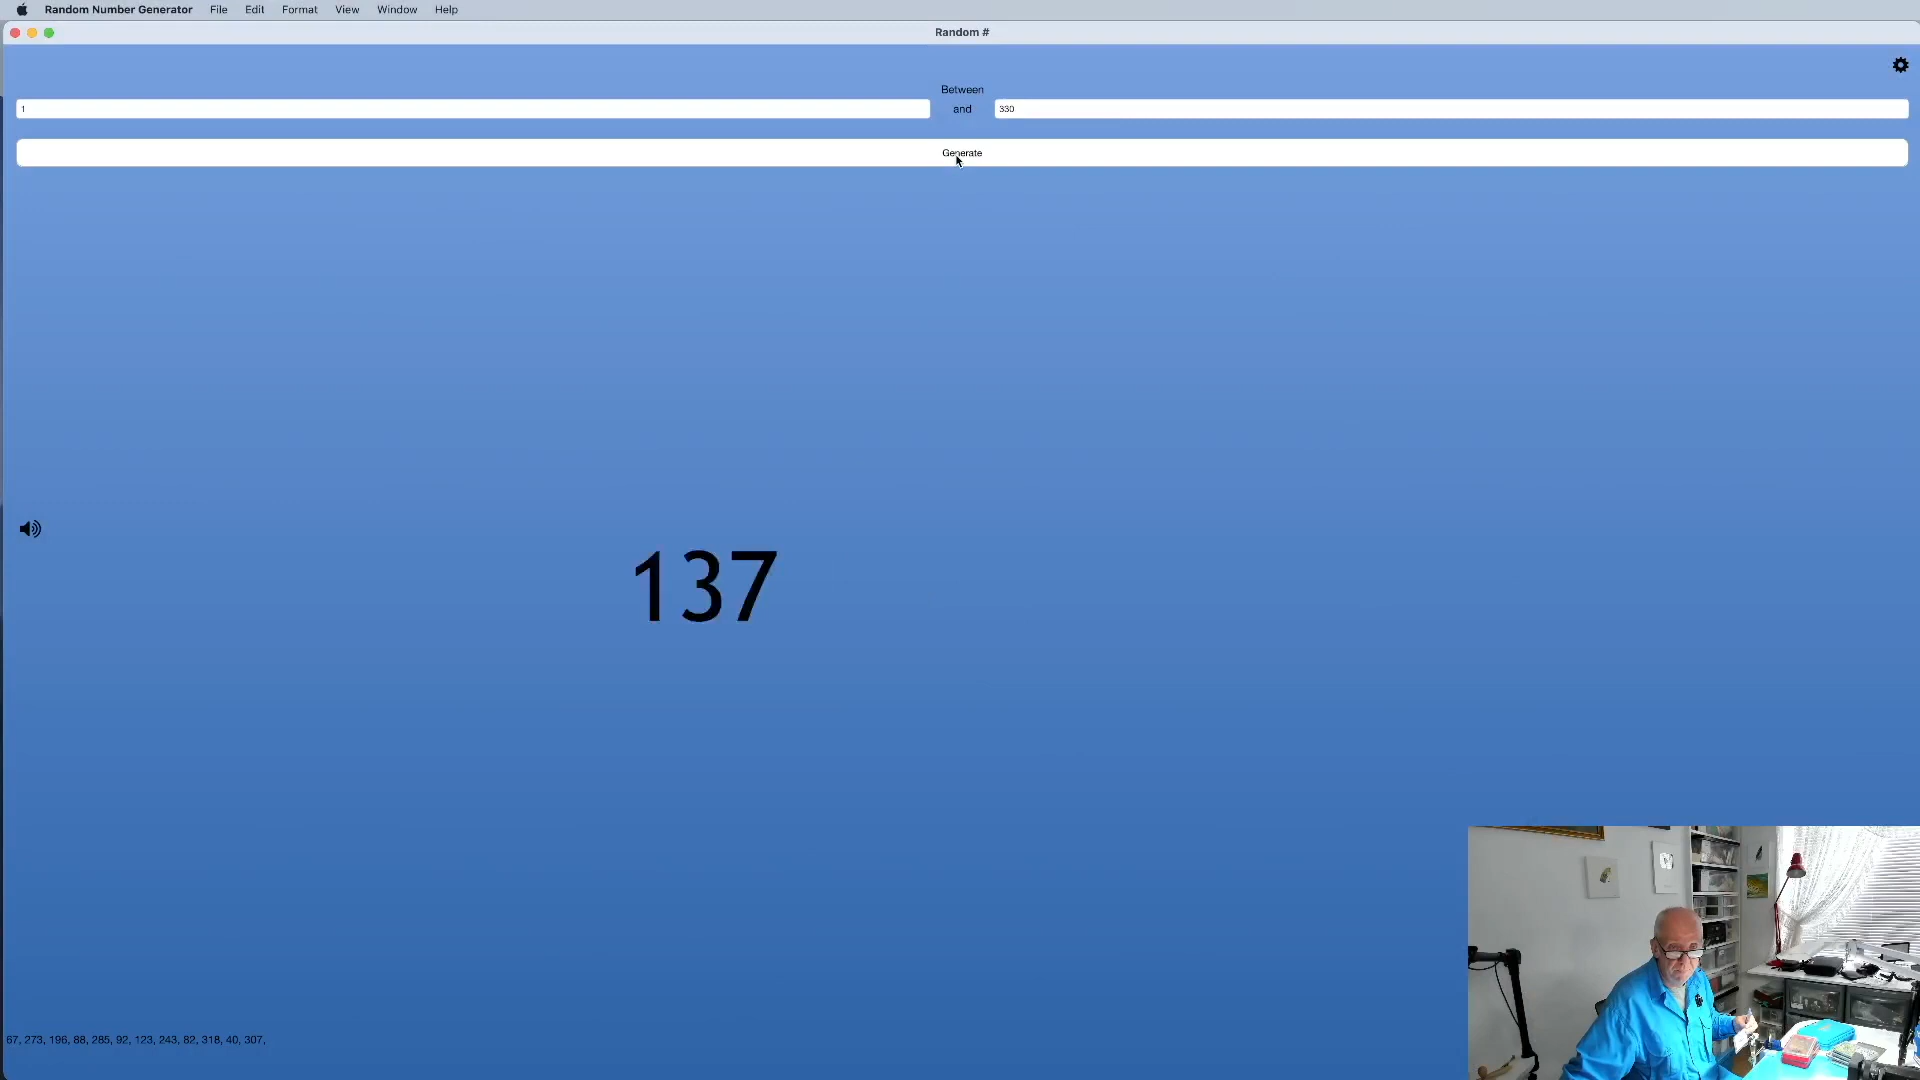 Random Number Generator File Edit Format View Window Help
Random #
Between
1 and 330
Generate
137
67, 273, 196, 88, 285, 92, 123, 243, 82, 318, 40, 307,